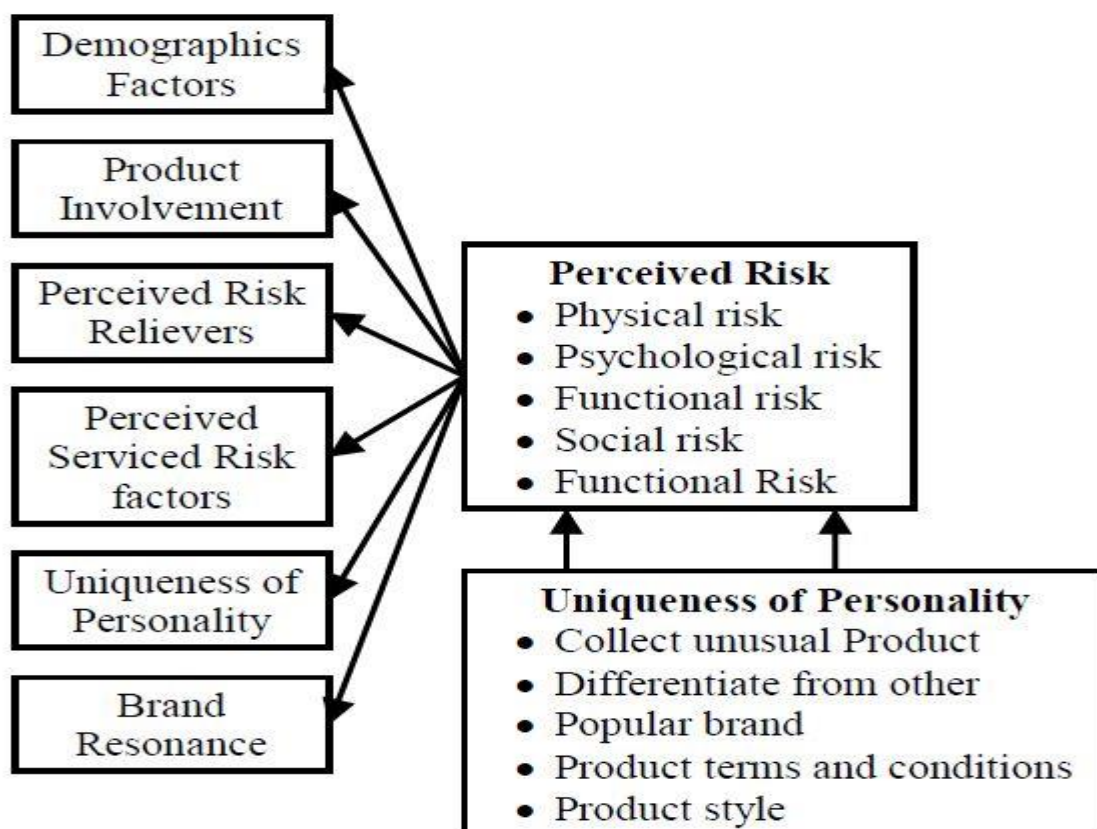 Demographics
Factors
Product
Involvement
Perceived Risk
Relievers
Perceived
Serviced Risk
factors
Uniqueness of
Personality
Brand
Resonance
Perceived Risk
• Physical risk
• Psychological risk
• Functional risk
• Social risk
• Functional Risk
Uniqueness of Personality
• Collect unusual Product
• Differentiate from other
• Popular brand
• Product terms and conditions
• Product style